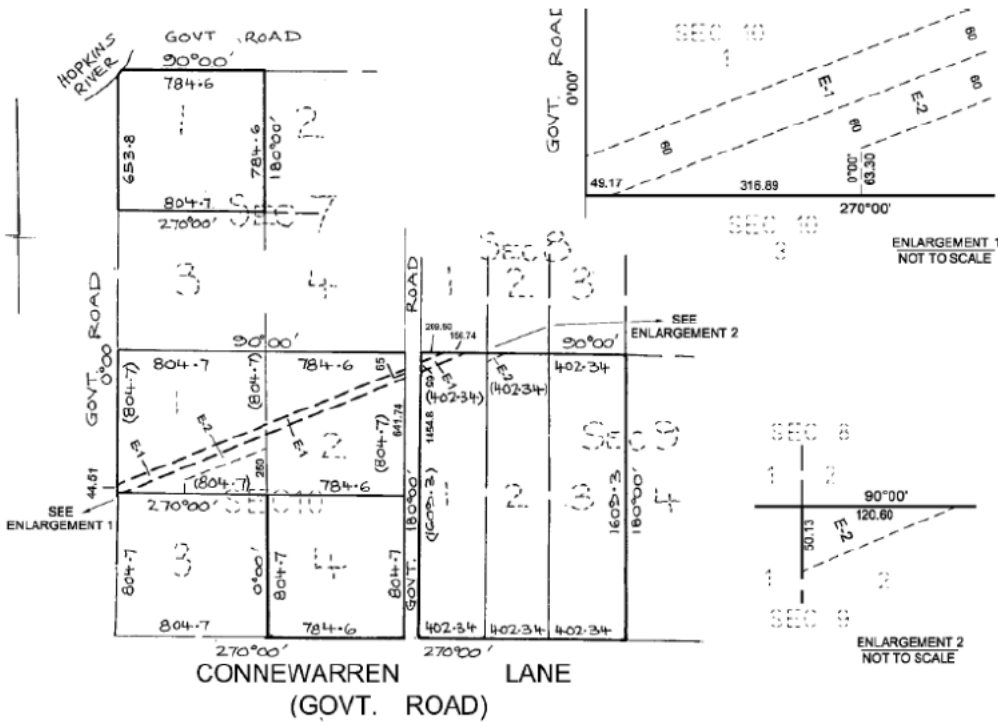 GOVT ROAD
90°00'
HOPKINS
RIVER
784.6
1
2
653.8
784.6
180°00'
804.7
270°00'
SEC 7
3
4
GOVT. ROAD
0°00
ROAD
SEC 8
1
2
3
209.60
156.74
SEE
ENLARGEMENT 2
90°00'
90°00'
804.7
784.6
402.34
(804.7)
(804.7)
65
E-1
E-2
(402.34)
(402.34)
1
E-1
E-2
E-1
2
641.74
(804.7)
1454.8
SEC 9
44.51
(804.7)
260
784.6
270°00'
SEC 10
SEE
ENLARGEMENT 1
180°00'
(1609.3)
1
2
3
1609.3
180°00'
4
3
4
804.7
0°00'
804.7
804.7
GOVT.
804.7
784.6
402.34
402.34
402.34
270°00'
270°00'
CONNEWARREN LANE
(GOVT. ROAD)
SEC 10
1
GOVT. ROAD
0°00'
60
60
60
60
60
E-1
E-2
0°00'
63.30
49.17
316.89
270°00'
SEC 10
3
ENLARGEMENT 1
NOT TO SCALE
SEC 8
1
2
90°00'
120.60
50.13
E-2
1
2
SEC 9
ENLARGEMENT 2
NOT TO SCALE